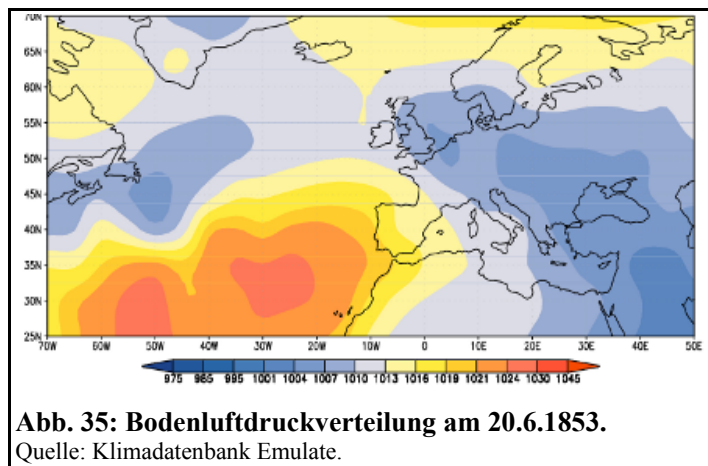 70N
65N
60N
55N
50N
45N
40N
35N
30N
25N
70W 60W 50W 40W 30W 20W 10W 0 10E 20E 30E 40E 50E
975 985 995 1001 1004 1007 1010 1013 1016 1019 1021 1024 1030 1045
Abb. 35: Bodenluftdruckverteilung am 20.6.1853.
Quelle: Klimadatenbank Emulate.